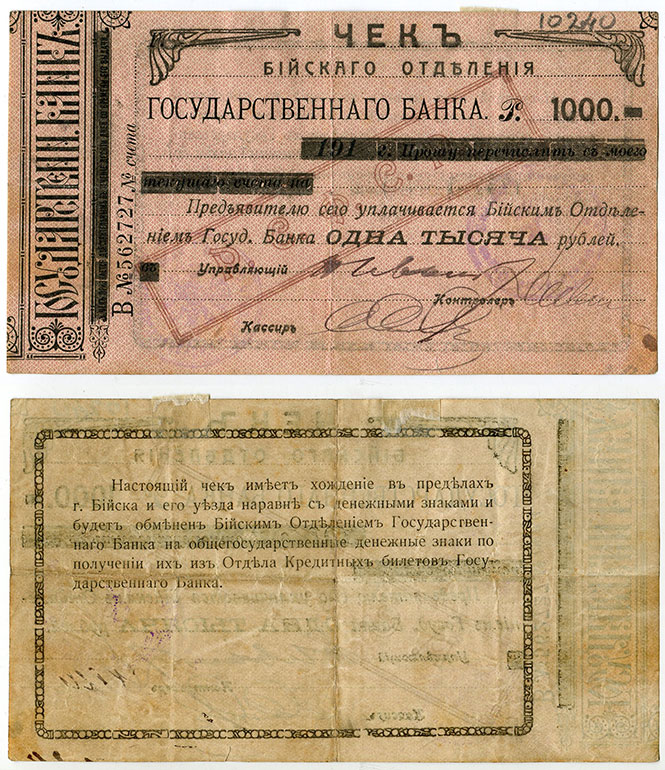 10240
ЧЕКЪ
БІЙСКАГО ОТДѢЛЕНІЯ
ГОСУДАРСТВЕННАГО БАНКА. Р. 1000.—
191 г. Прошу перечислить съ моего
текущаго счета на
Предъявителю сего уплачивается Бійскимъ Отдѣле-
ніемъ Госуд. Банка ОДНА ТЫСЯЧА рублей.
Управляющій
Контролеръ
Кассиръ
В №562727. № счета
ГОСУДАРСТВЕН. БАНКА.
Настоящій чекъ имѣетъ хожденіе въ предѣлахъ
г. Бійска и его уѣзда наравнѣ съ денежными знаками и
будетъ обмѣненъ Бійскимъ Отдѣленіемъ Государствен-
наго Банка на общегосударственные денежные знаки по
полученіи ихъ изъ Отдѣла Кредитныхъ билетовъ Госу-
дарственнаго Банка.